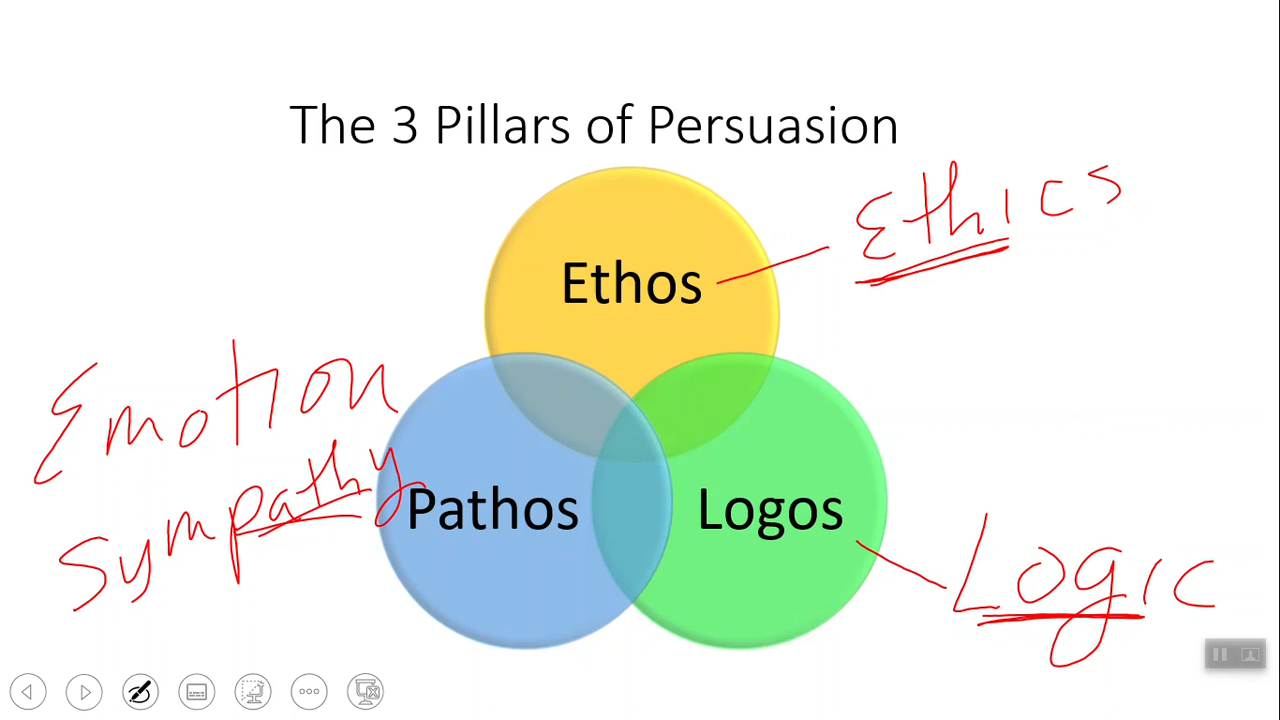 The 3 Pillars of Persuasion
Ethics
Ethos
Emotion
sympathy
Pathos
Logos
Logic